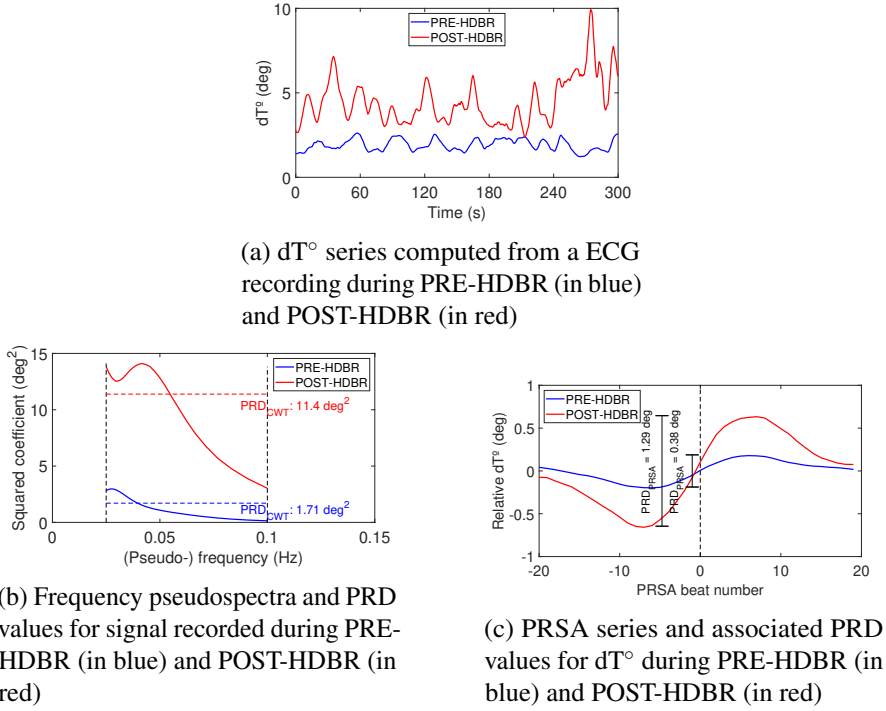 10
5
0
dTº (deg)
PRE-HDBR
POST-HDBR
0 60 120 180 240 300
Time (s)
(a) dT° series computed from a ECG
recording during PRE-HDBR (in blue)
and POST-HDBR (in red)
15
10
5
0
Squared coefficient (deg²)
PRE-HDBR
POST-HDBR
PRD_CWT: 11.4 deg²
PRD_CWT: 1.71 deg²
0 0.05 0.1 0.15
(Pseudo-) frequency (Hz)
(b) Frequency pseudospectra and PRD
values for signal recorded during PRE-
HDBR (in blue) and POST-HDBR (in
red)
1
0.5
0
-0.5
-1
Relative dTº (deg)
PRE-HDBR
POST-HDBR
PRD_PRSA = 1.29 deg
PRD_PRSA = 0.38 deg
-20 -10 0 10 20
PRSA beat number
(c) PRSA series and associated PRD
values for dT° during PRE-HDBR (in
blue) and POST-HDBR (in red)